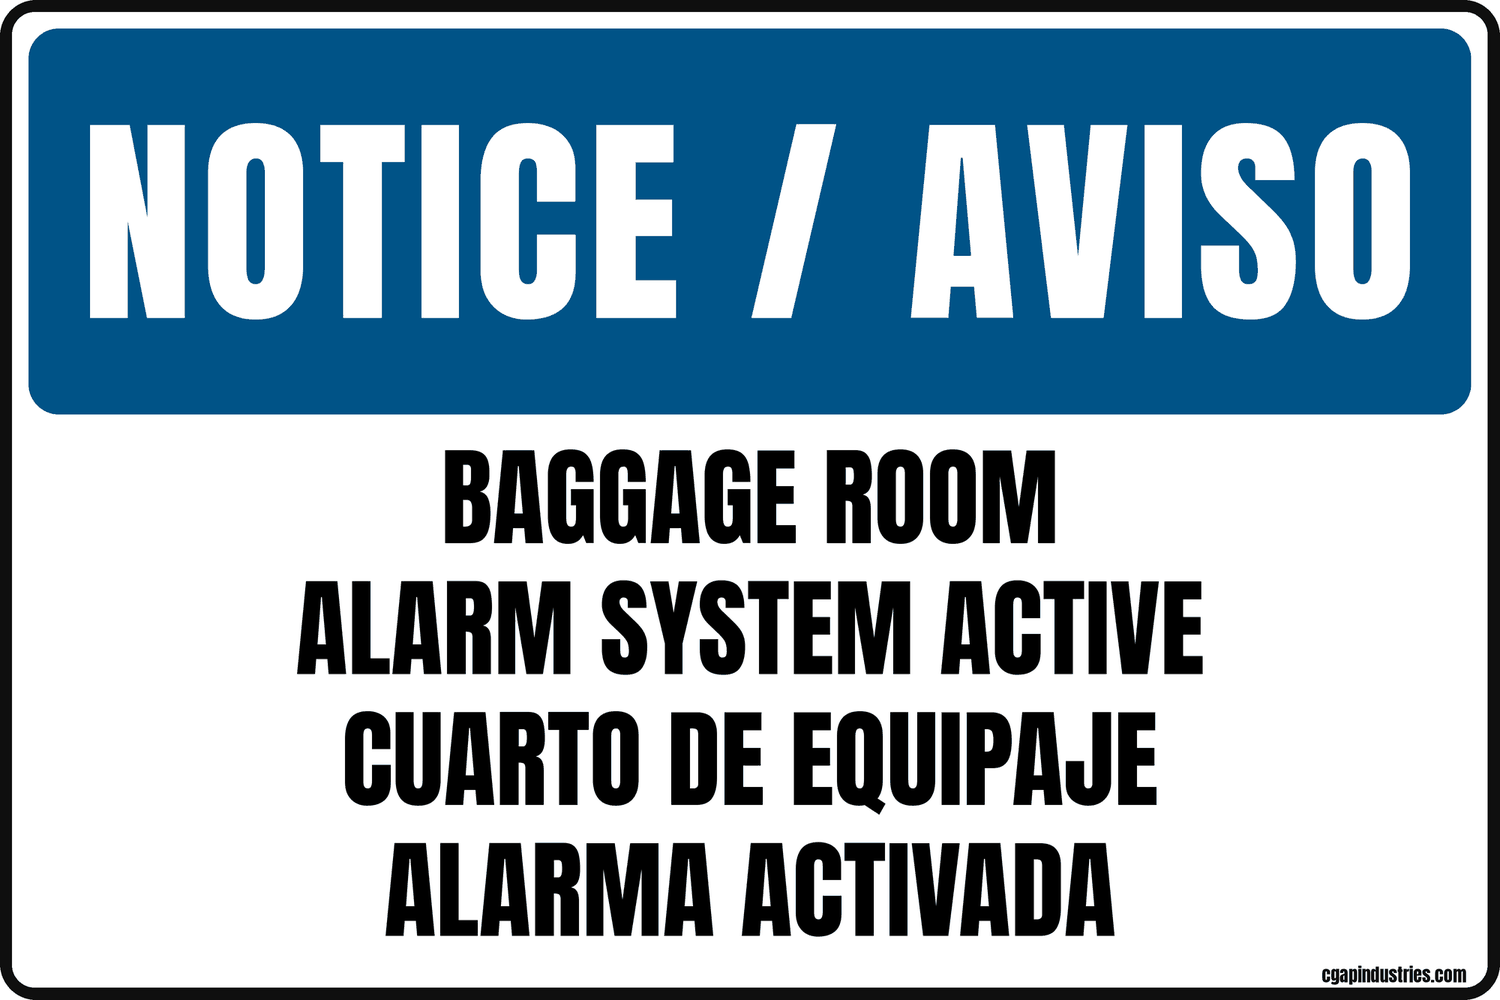 NOTICE / AVISO
BAGGAGE ROOM
ALARM SYSTEM ACTIVE
CUARTO DE EQUIPAJE
ALARMA ACTIVADA
cgapindustries.com